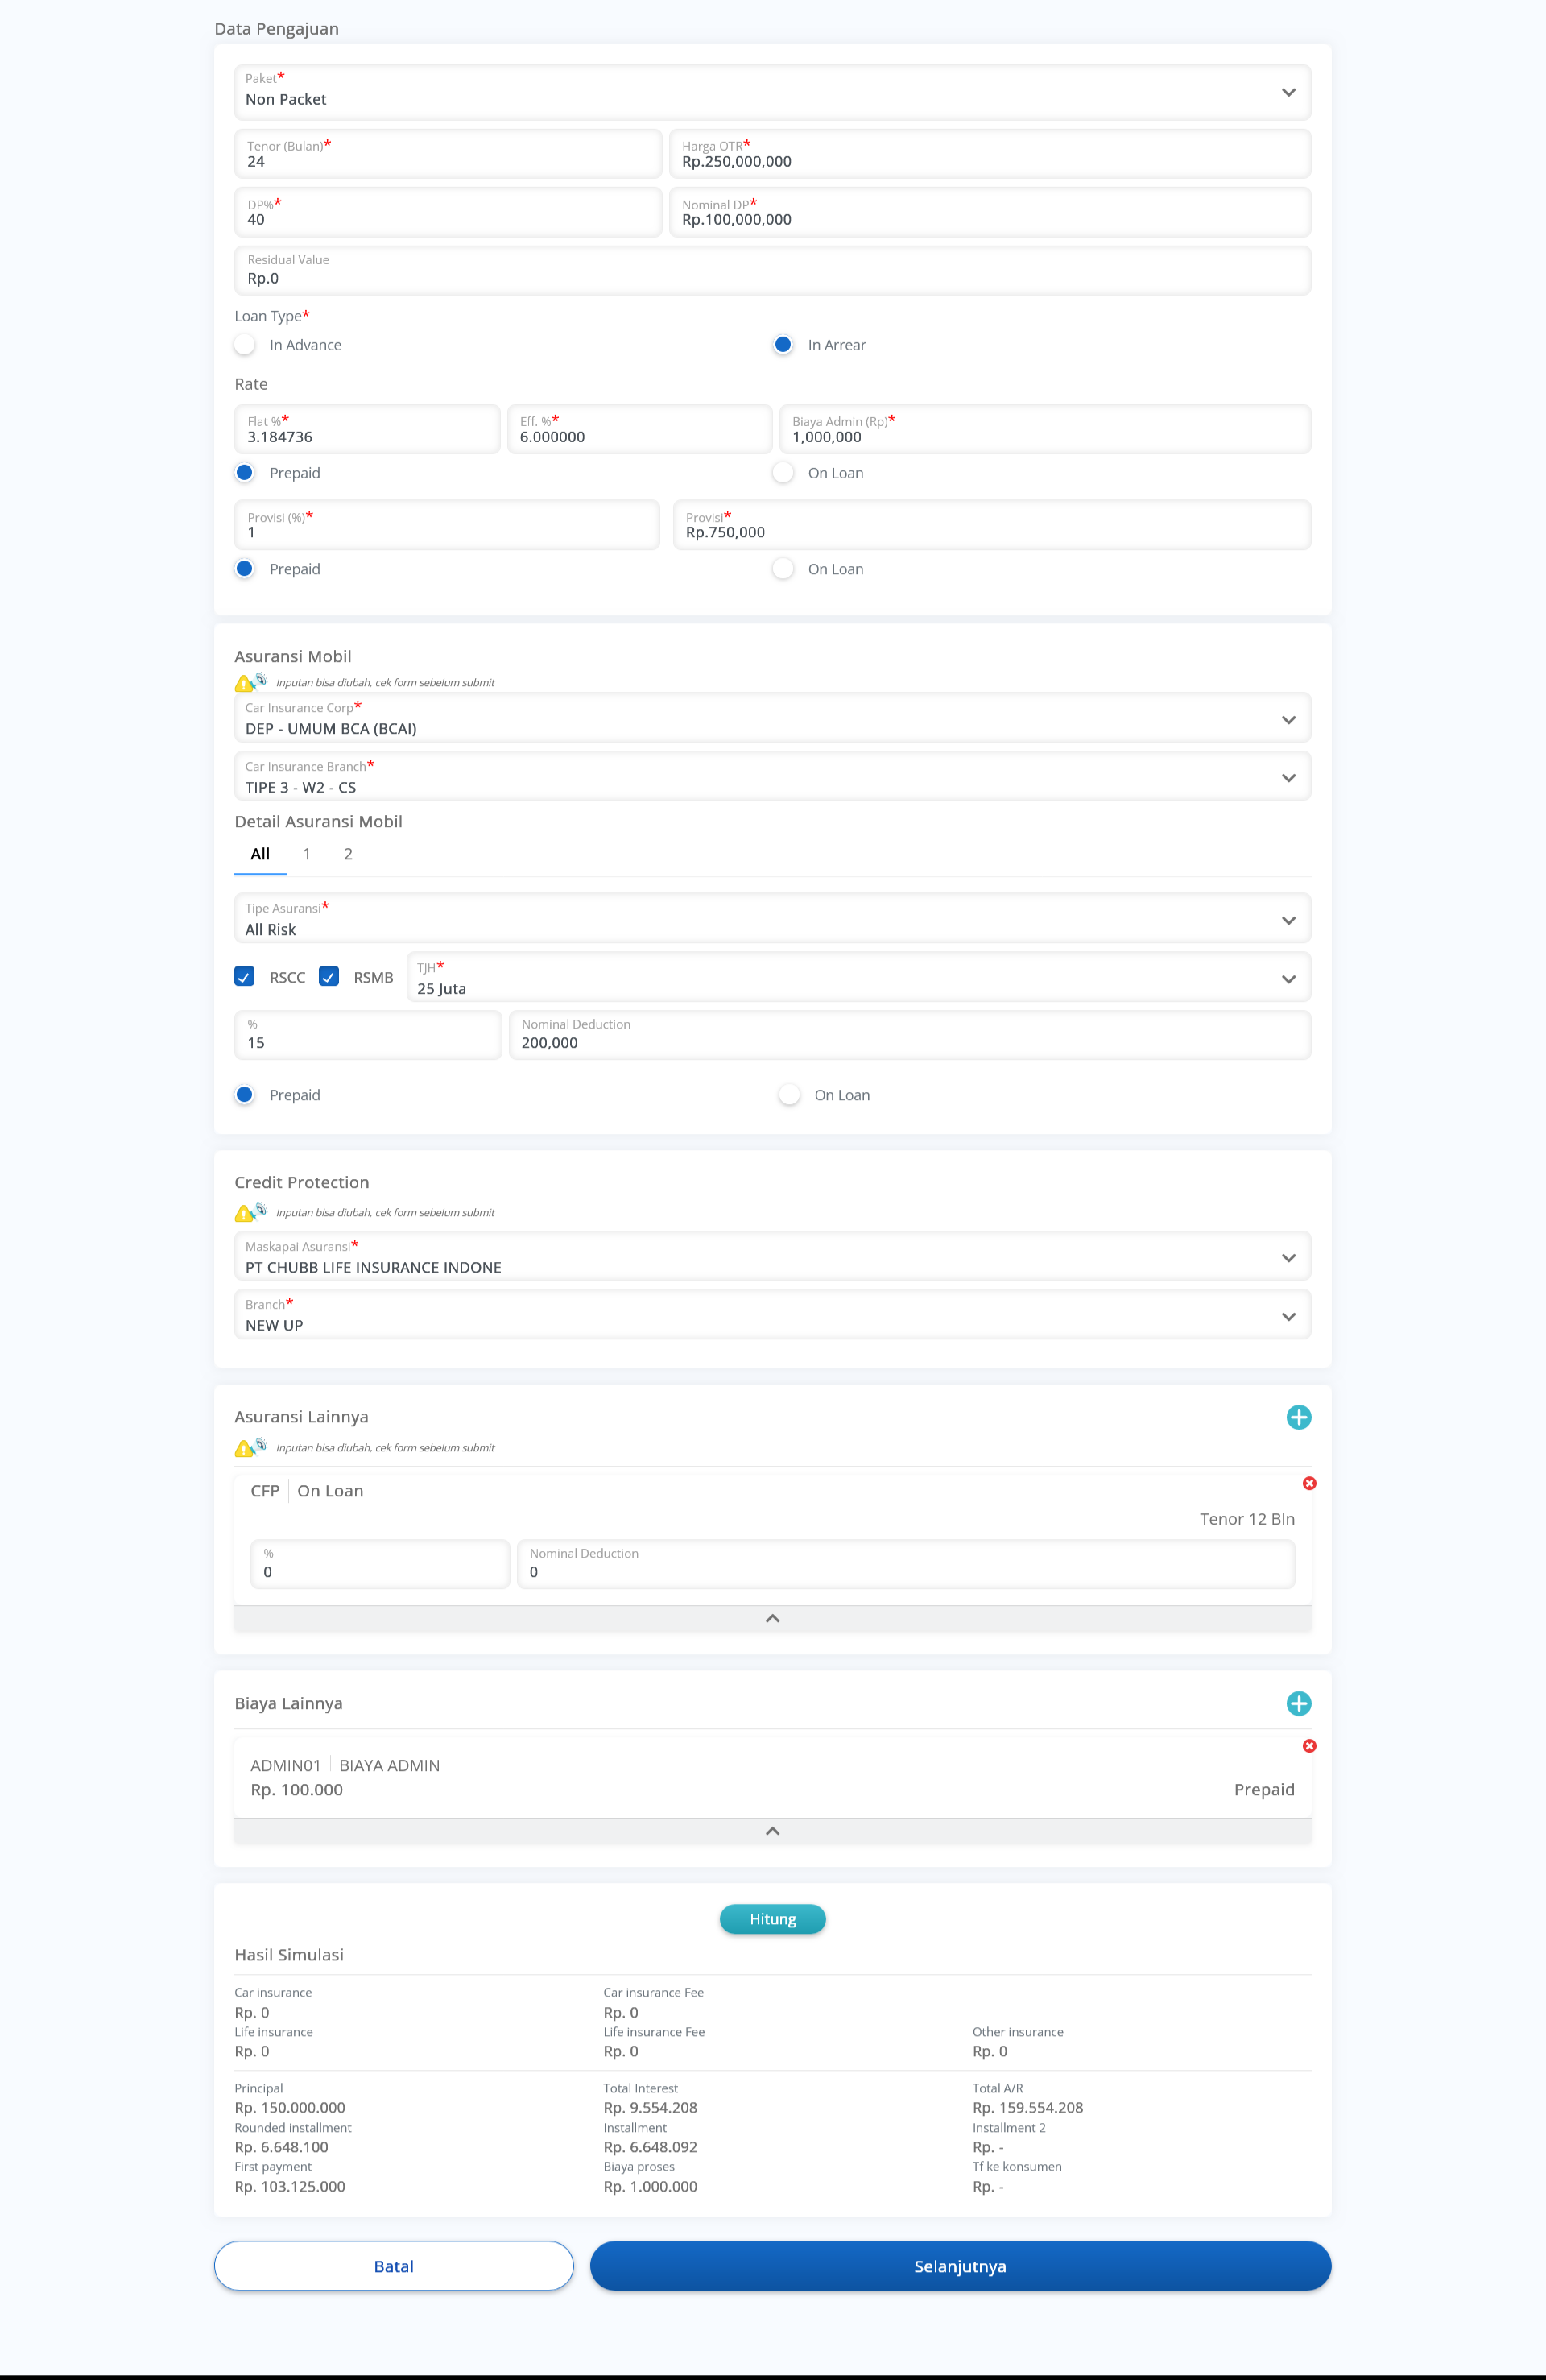 Data Pengajuan
Paket*
Non Packet
Tenor (Bulan)* Harga OTR*
24 Rp.250,000,000
DP%* Nominal DP*
40 Rp.100,000,000
Residual Value
Rp.0
Loan Type*
In Advance In Arrear
Rate
Flat %* Eff. %* Biaya Admin (Rp)*
3.184736 6.000000 1,000,000
Prepaid On Loan
Provisi (%)* Provisi*
1 Rp.750,000
Prepaid On Loan
Asuransi Mobil
Inputan bisa diubah, cek form sebelum submit
Car Insurance Corp*
DEP - UMUM BCA (BCAI)
Car Insurance Branch*
TIPE 3 - W2 - CS
Detail Asuransi Mobil
All 1 2
Tipe Asuransi*
All Risk
RSCC RSMB TJH*
25 Juta
% Nominal Deduction
15 200,000
Prepaid On Loan
Credit Protection
Inputan bisa diubah, cek form sebelum submit
Maskapai Asuransi*
PT CHUBB LIFE INSURANCE INDONE
Branch*
NEW UP
Asuransi Lainnya
Inputan bisa diubah, cek form sebelum submit
CFP On Loan
Tenor 12 Bln
% Nominal Deduction
0 0
Biaya Lainnya
ADMIN01 BIAYA ADMIN
Rp. 100.000 Prepaid
Hitung
Hasil Simulasi
Car insurance Car insurance Fee
Rp. 0 Rp. 0
Life insurance Life insurance Fee Other insurance
Rp. 0 Rp. 0 Rp. 0
Principal Total Interest Total A/R
Rp. 150.000.000 Rp. 9.554.208 Rp. 159.554.208
Rounded installment Installment Installment 2
Rp. 6.648.100 Rp. 6.648.092 Rp. -
First payment Biaya proses Tf ke konsumen
Rp. 103.125.000 Rp. 1.000.000 Rp. -
Batal Selanjutnya